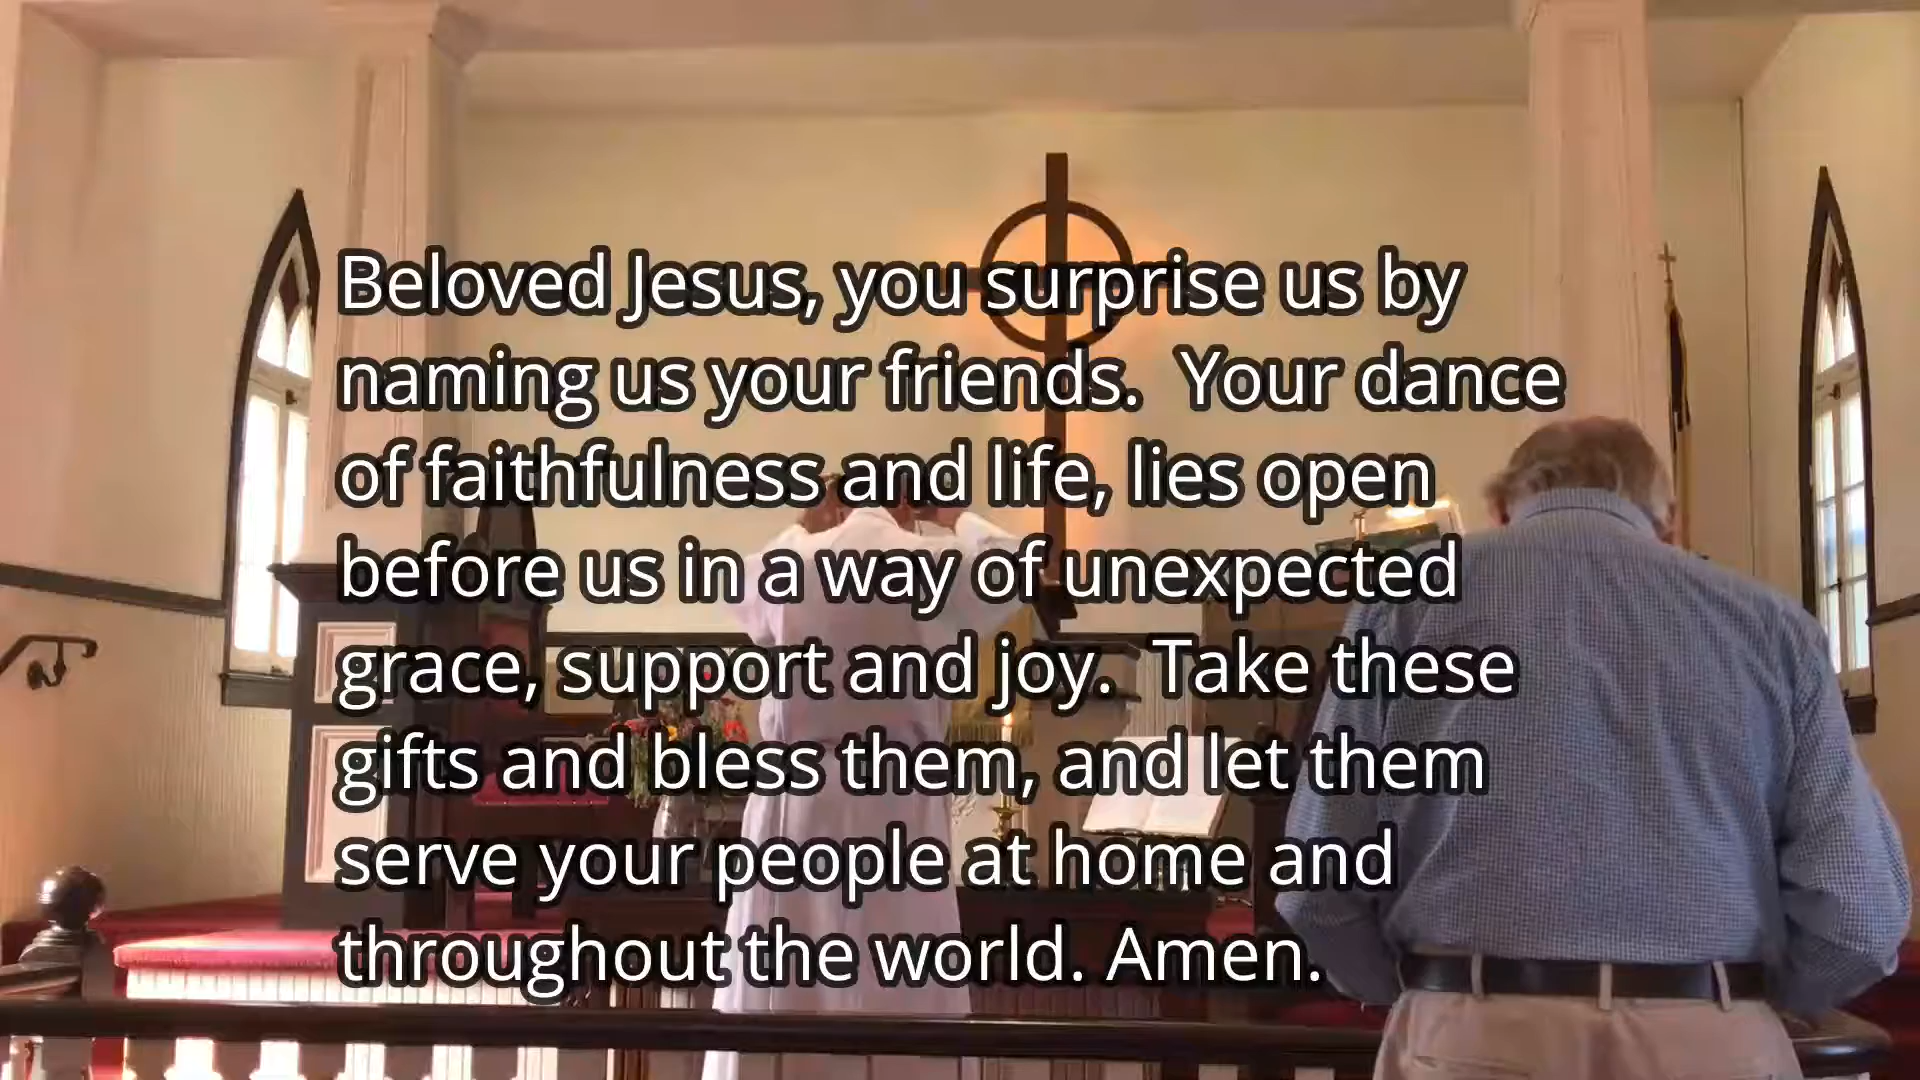 Beloved Jesus, you surprise us by
naming us your friends.  Your dance
of faithfulness and life, lies open
before us in a way of unexpected
grace, support and joy.  Take these
gifts and bless them, and let them
serve your people at home and
throughout the world. Amen.